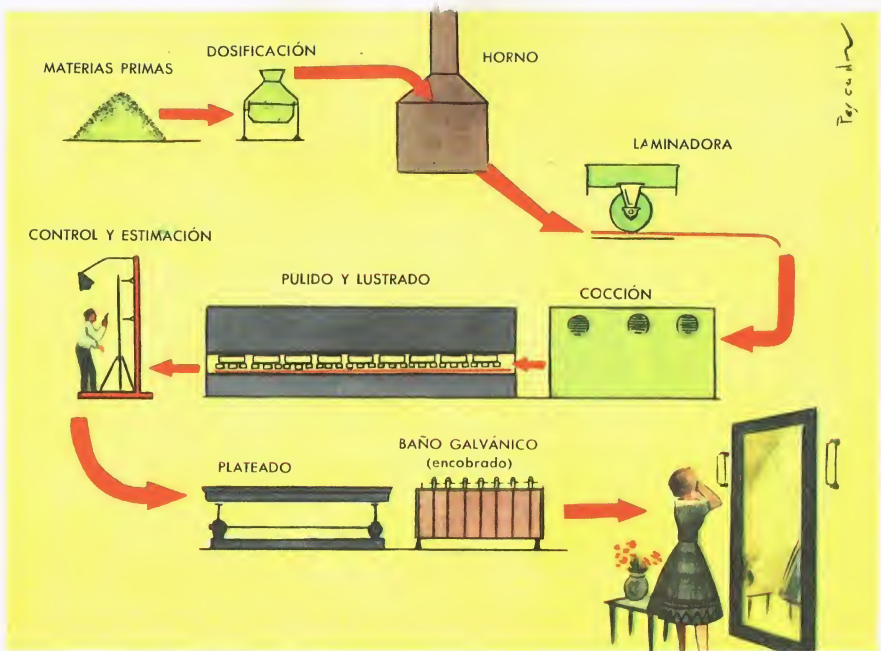 MATERIAS PRIMAS
DOSIFICACIÓN
HORNO
LAMINADORA
COCCIÓN
PULIDO Y LUSTRADO
CONTROL Y ESTIMACIÓN
PLATEADO
BAÑO GALVÁNICO
(encobrado)